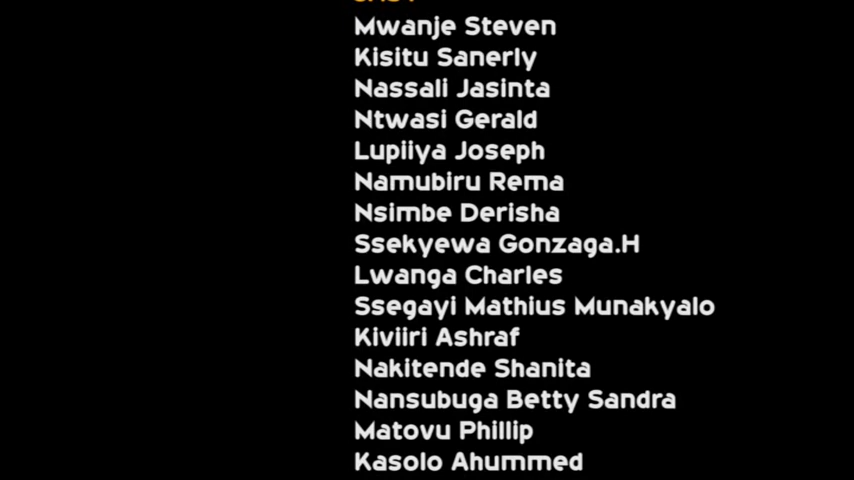 CAST
Mwanje Steven
Kisitu Sanerly
Nassali Jasinta
Ntwasi Gerald
Lupiiya Joseph
Namubiru Rema
Nsimbe Derisha
Ssekyewa Gonzaga.H
Lwanga Charles
Ssegayi Mathius Munakyalo
Kiviiri Ashraf
Nakitende Shanita
Nansubuga Betty Sandra
Matovu Phillip
Kasolo Ahummed